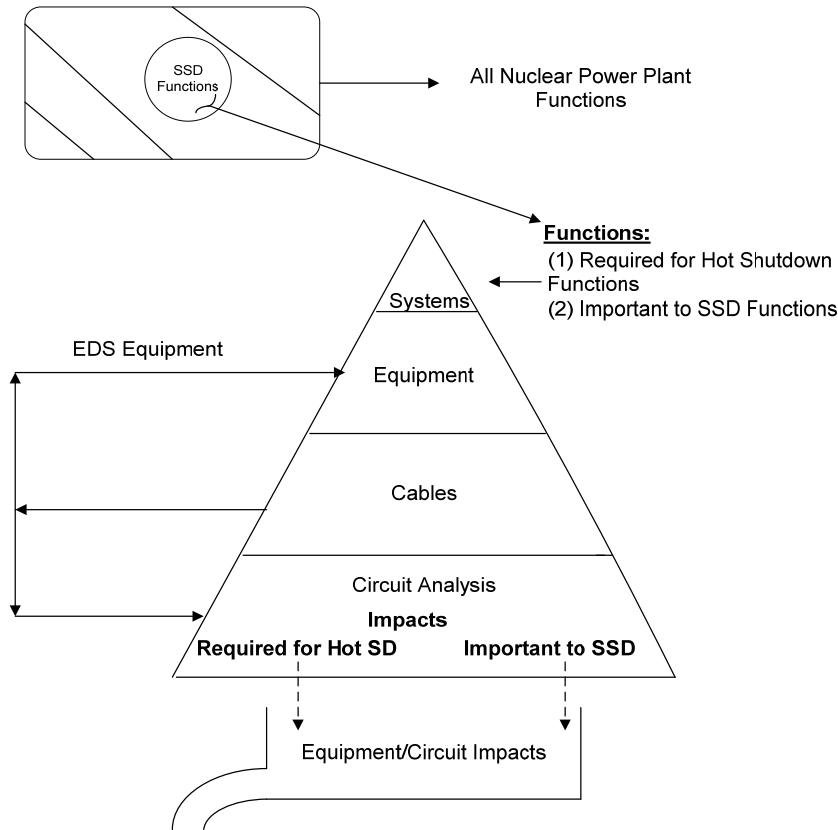 SSD
Functions
All Nuclear Power Plant
Functions
Functions:
(1) Required for Hot Shutdown
Functions
(2) Important to SSD Functions
Systems
EDS Equipment
Equipment
Cables
Circuit Analysis
Impacts
Required for Hot SD
Important to SSD
Equipment/Circuit Impacts